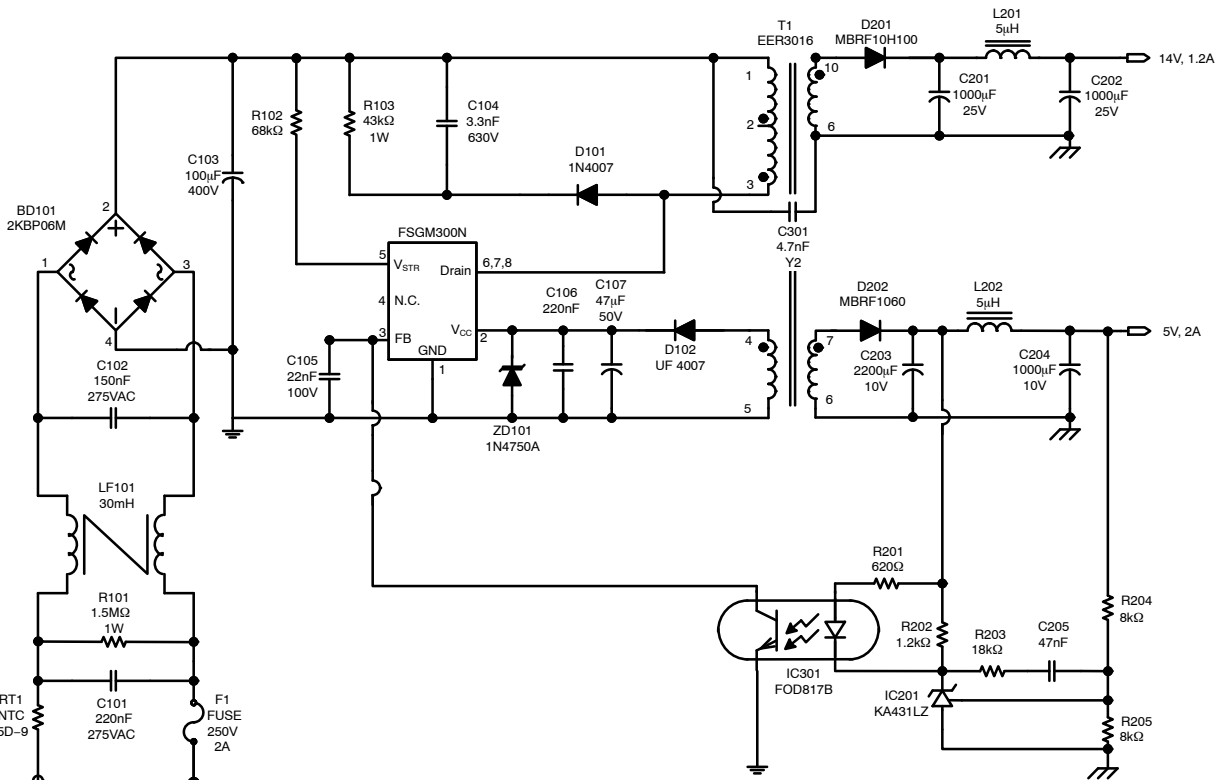 T1
EER3016
D201
MBRF10H100
L201
5μH
14V, 1.2A
1
10
C201
1000μF
25V
C202
1000μF
25V
R102
68kΩ
R103
43kΩ
1W
C104
3.3nF
630V
2
6
C103
100μF
400V
D101
1N4007
3
BD101
2KBP06M
2
C301
4.7nF
Y2
FSGM300N
1
3
5
VSTR
Drain
6,7,8
4
N.C.
C106
220nF
C107
47μF
50V
D202
MBRF1060
L202
5μH
VCC
2
5V, 2A
4
3
FB
GND
1
C105
22nF
100V
D102
UF 4007
4
7
C203
2200μF
10V
C204
1000μF
10V
C102
150nF
275VAC
5
6
ZD101
1N4750A
LF101
30mH
R201
620Ω
R101
1.5MΩ
1W
R204
8kΩ
R202
1.2kΩ
R203
18kΩ
C205
47nF
IC301
FOD817B
RT1
NTC
5D−9
C101
220nF
275VAC
F1
FUSE
250V
2A
IC201
KA431LZ
R205
8kΩ